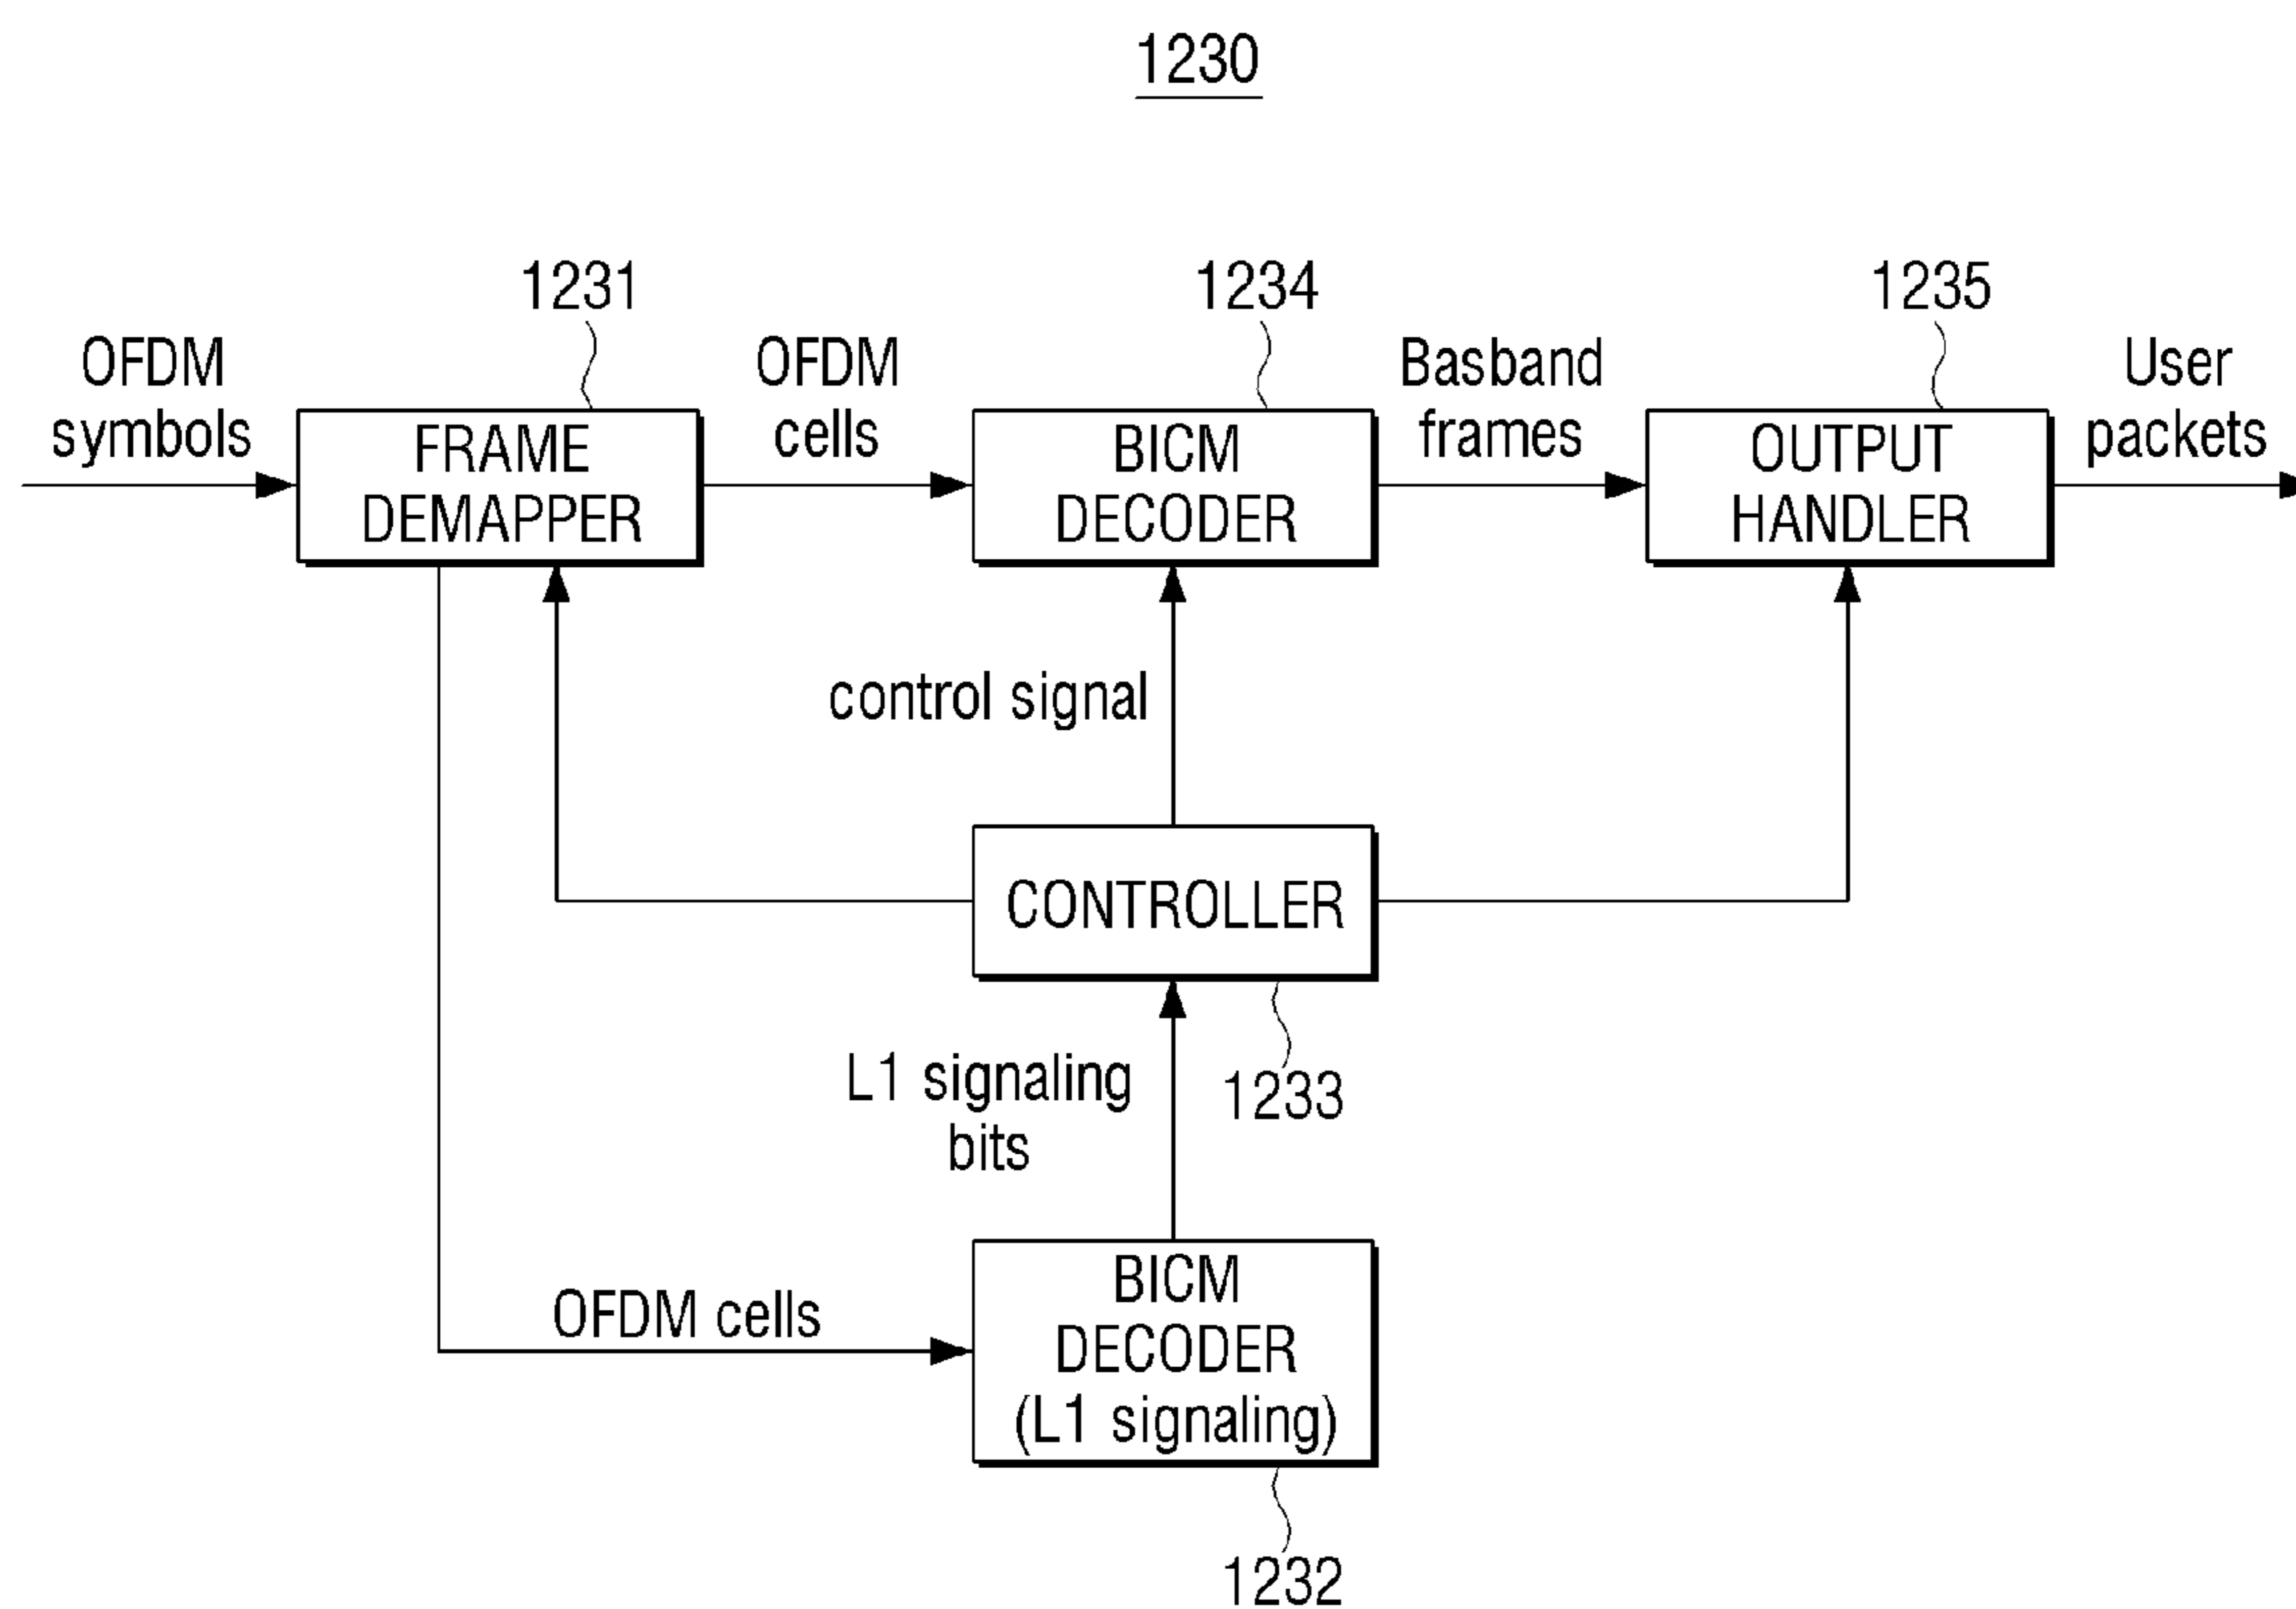 1230
1231
1234
1235
OFDM
symbols
OFDM
cells
Basband
frames
User
packets
FRAME
DEMAPPER
BICM
DECODER
OUTPUT
HANDLER
control signal
CONTROLLER
L1 signaling
bits
1233
OFDM cells
BICM
DECODER
(L1 signaling)
1232